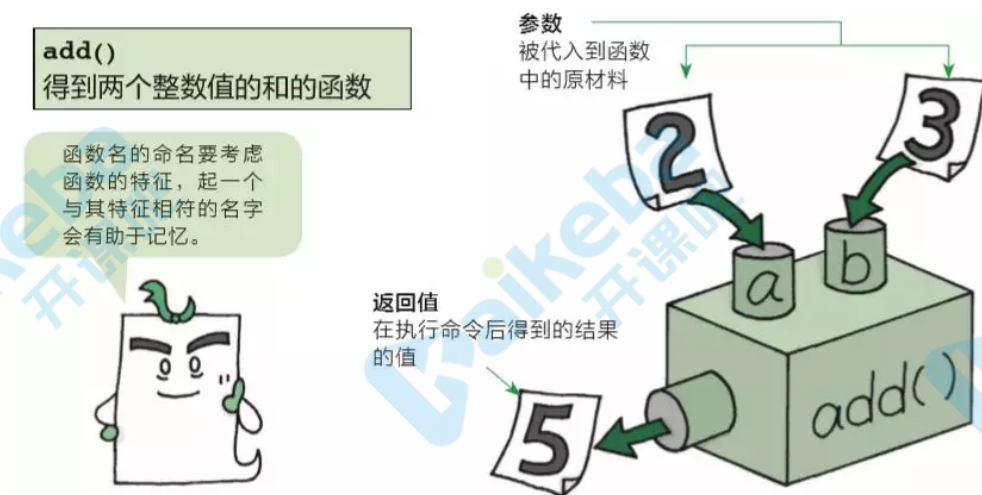 add()
得到两个整数值的和的函数
函数名的命名要考虑
函数的特征，起一个
与其特征相符的名字
会有助于记忆。
参数
被代入到函数
中的原材料
2
3
a
b
add()
返回值
在执行命令后得到的结果
的值
5
Kaikeba
开课吧